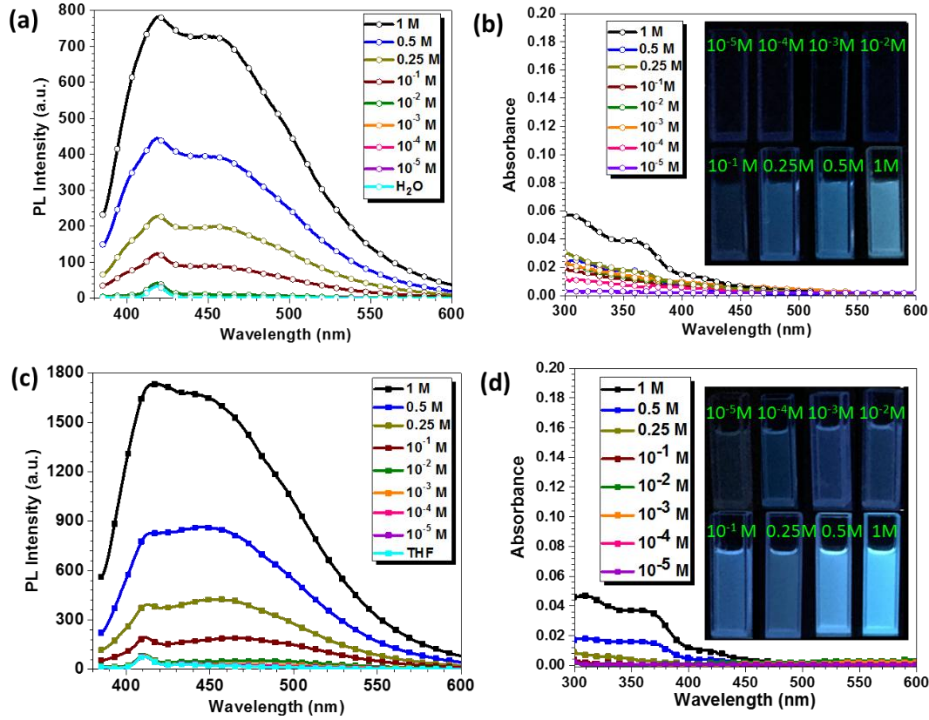 (a)
800
700
600
500
400
300
200
100
0
PL Intensity (a.u.)
400 450 500 550 600
Wavelength (nm)
1 M
0.5 M
0.25 M
10⁻¹ M
10⁻² M
10⁻³ M
10⁻⁴ M
10⁻⁵ M
H₂O
(b)
0.20
0.18
0.16
0.14
0.12
0.10
0.08
0.06
0.04
0.02
0.00
Absorbance
300 350 400 450 500 550 600
Wavelength (nm)
1 M
0.5 M
0.25 M
10⁻¹M
10⁻² M
10⁻³ M
10⁻⁴ M
10⁻⁵ M
10⁻⁵M 10⁻⁴M 10⁻³M 10⁻²M
10⁻¹ M 0.25 M 0.5M 1M
(c)
1800
1500
1200
900
600
300
0
PL Intensity (a.u.)
400 450 500 550 600
Wavelength (nm)
1 M
0.5 M
0.25 M
10⁻¹ M
10⁻² M
10⁻³ M
10⁻⁴ M
10⁻⁵ M
THF
(d)
0.20
0.18
0.16
0.14
0.12
0.10
0.08
0.06
0.04
0.02
0.00
Absorbance
300 350 400 450 500 550 600
Wavelength (nm)
1 M
0.5 M
0.25 M
10⁻¹ M
10⁻² M
10⁻³ M
10⁻⁴ M
10⁻⁵ M
10⁻⁵M 10⁻⁴M 10⁻³M 10⁻²M
10⁻¹ M 0.25M 0.5M 1M